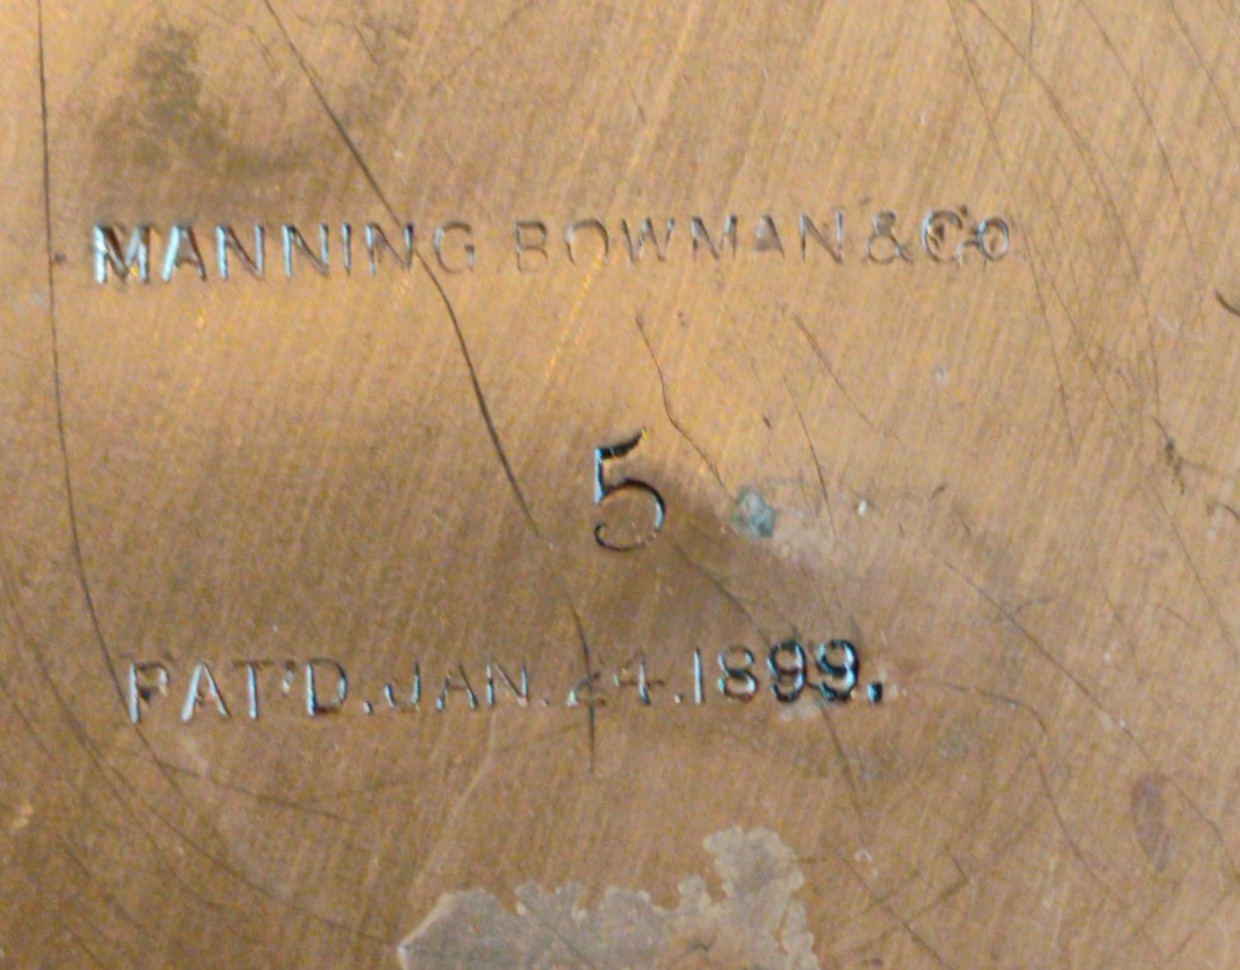 MANNING BOWMAN & Co
5
PAT'D. JAN. 24. 1899.